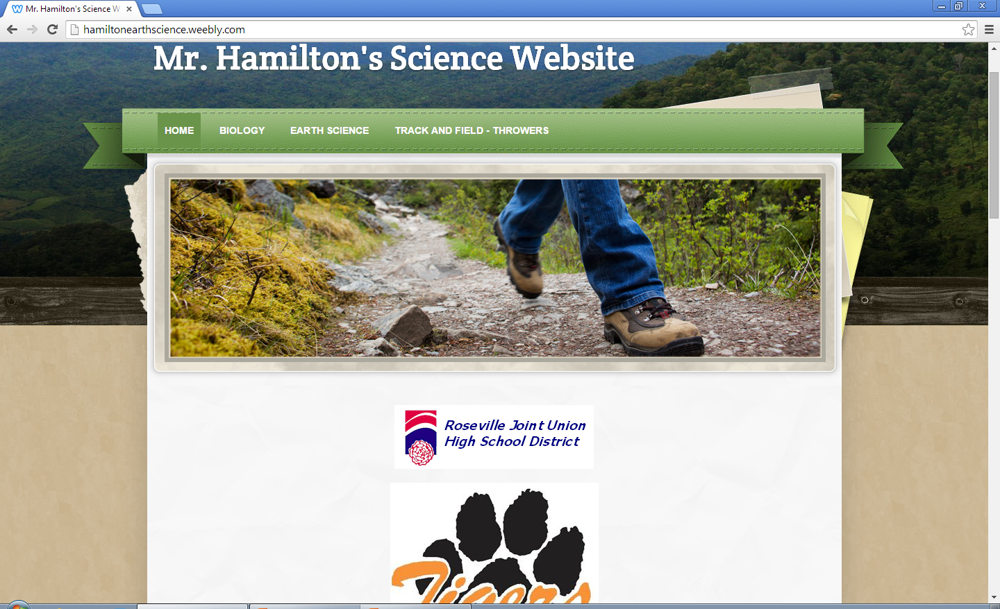 Mr. Hamilton's Science W
hamiltonearthscience.weebly.com
Mr. Hamilton's Science Website
HOME
BIOLOGY
EARTH SCIENCE
TRACK AND FIELD - THROWERS
Roseville Joint Union
High School District
Tigers